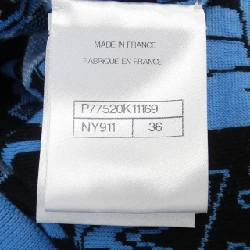 MADE IN FRANCE
FABRIQUE EN FRANCE
P77520K11169
NY911 36